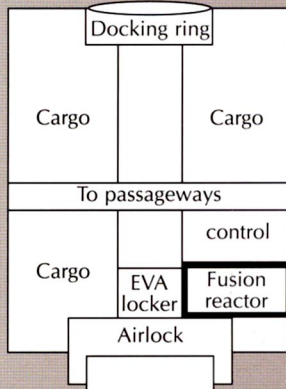 Docking ring
Cargo
Cargo
To passageways
control
Cargo
EVA
locker
Fusion
reactor
Airlock